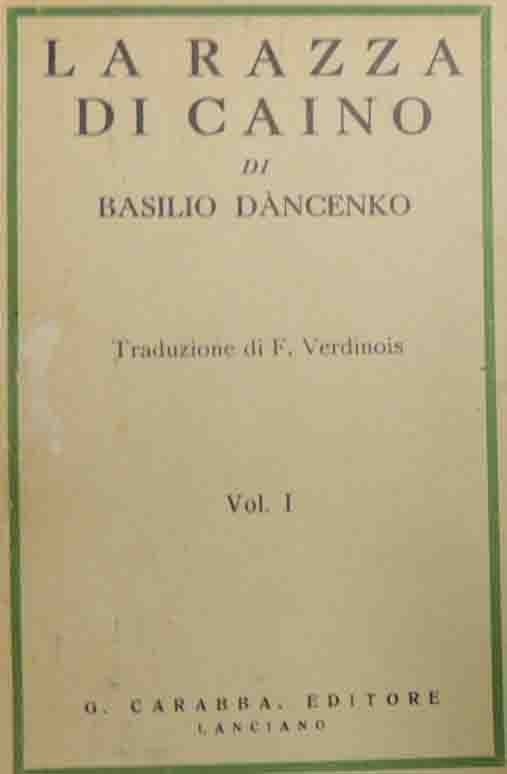 LA RAZZA
DI CAINO
DI
BASILIO DÀNCENKO
Traduzione di F. Verdinois
Vol. I
G. CARABBA, EDITORE
LANCIANO